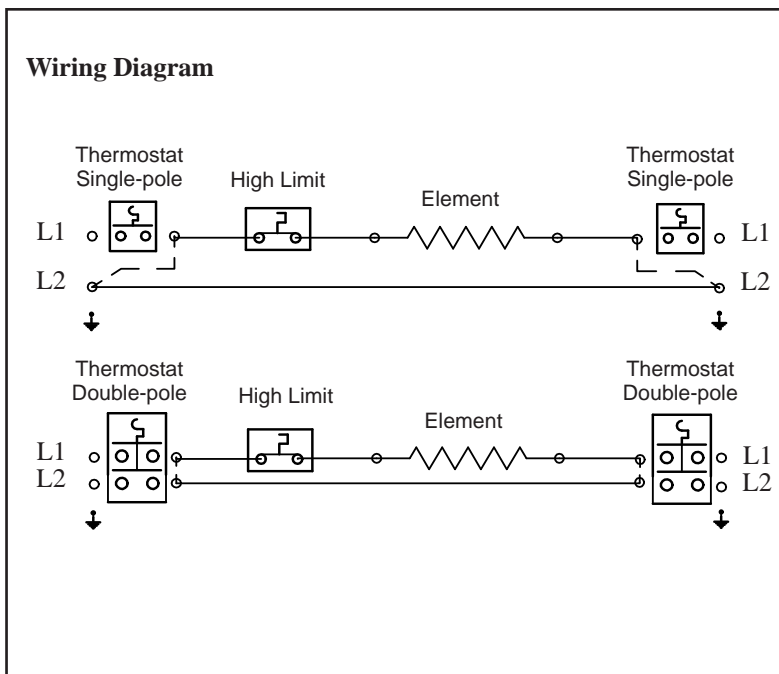 Wiring Diagram
Thermostat
Single-pole
High Limit
Element
Thermostat
Single-pole
L1
L1
L2
L2
Thermostat
Double-pole
High Limit
Element
Thermostat
Double-pole
L1
L1
L2
L2